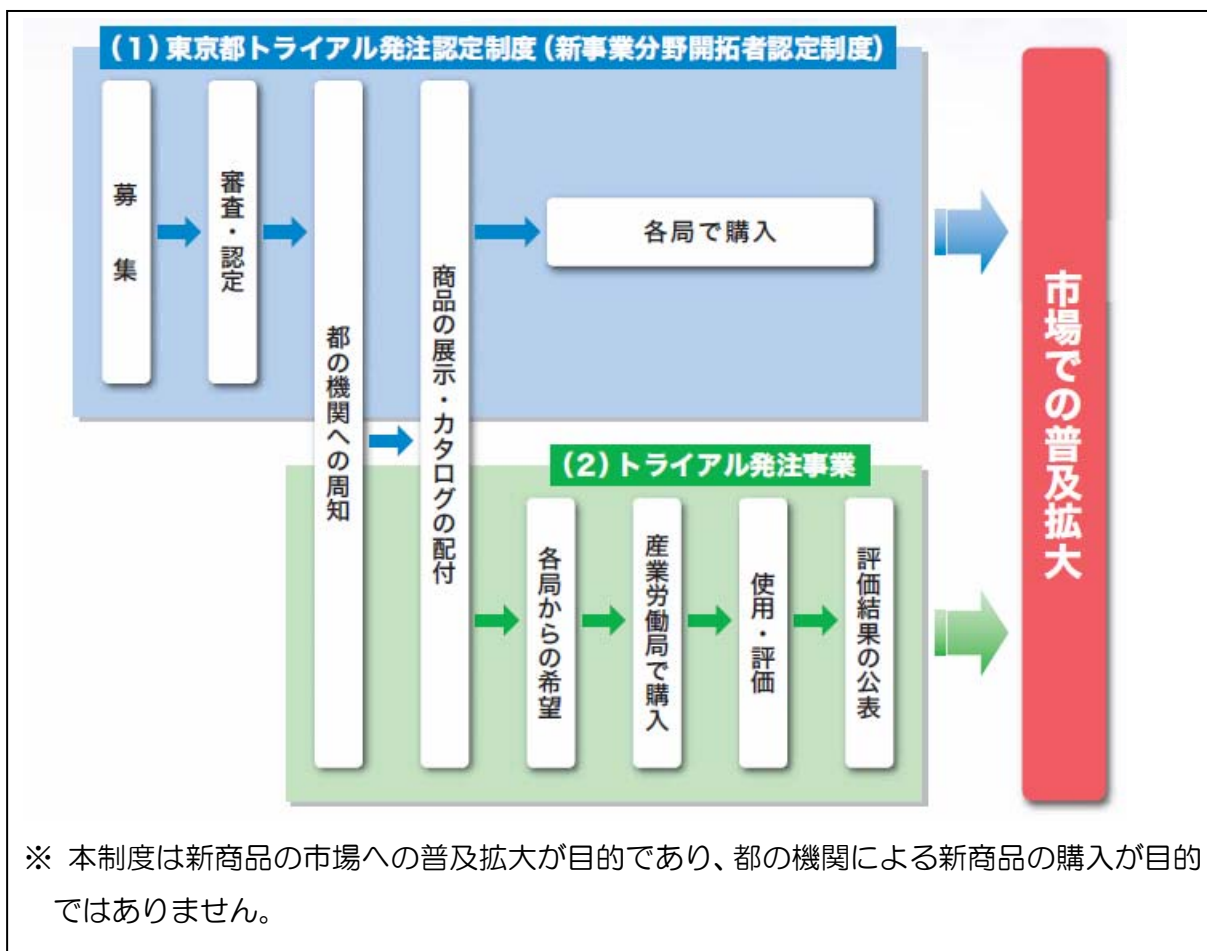 (1)東京都トライアル発注認定制度(新事業分野開拓者認定制度)
募集
審査・認定
都の機関への周知
商品の展示・カタログの配付
各局で購入
(2)トライアル発注事業
各局からの希望
産業労働局で購入
使用・評価
評価結果の公表
市場での普及拡大
※ 本制度は新商品の市場への普及拡大が目的であり、都の機関による新商品の購入が目的
ではありません。